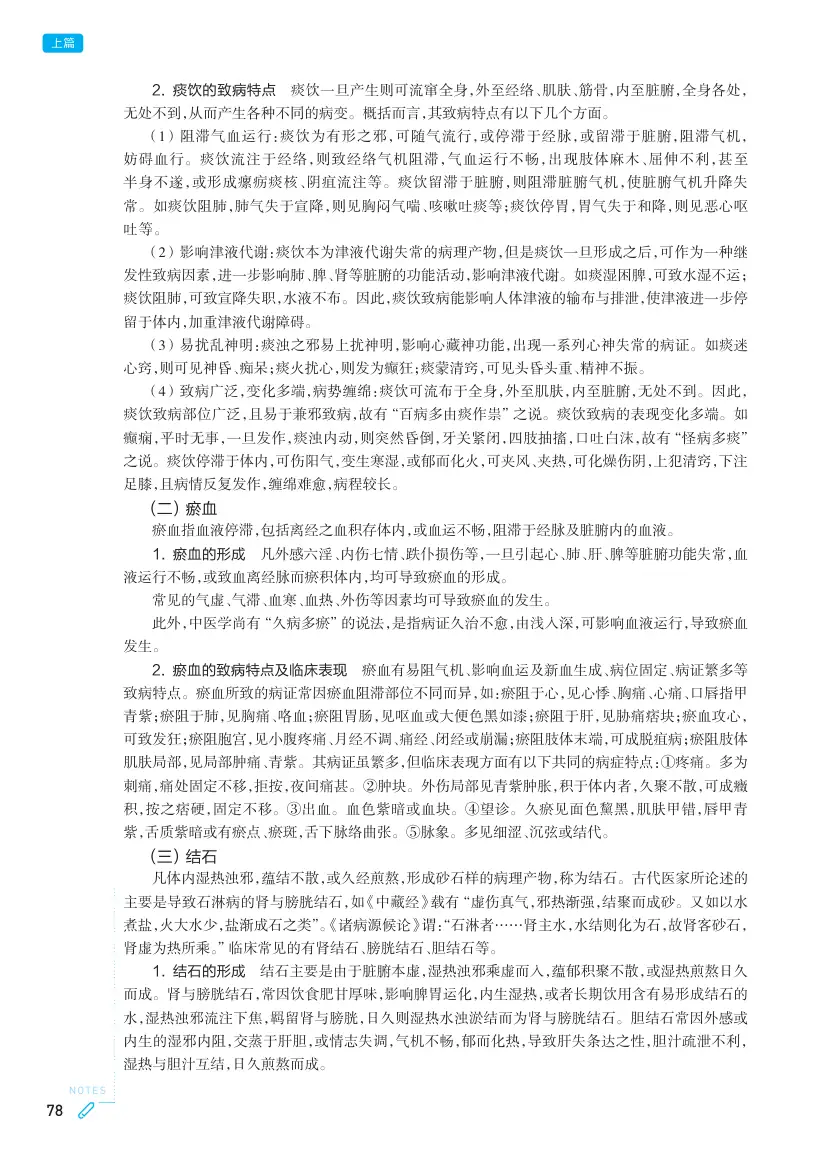 上篇
2. 痰饮的致病特点　痰饮一旦产生则可流窜全身,外至经络、肌肤、筋骨,内至脏腑,全身各处,
无处不到,从而产生各种不同的病变。概括而言,其致病特点有以下几个方面。
（1）阻滞气血运行:痰饮为有形之邪,可随气流行,或停滞于经脉,或留滞于脏腑,阻滞气机,
妨碍血行。痰饮流注于经络,则致经络气机阻滞,气血运行不畅,出现肢体麻木、屈伸不利,甚至
半身不遂,或形成瘰疬痰核、阴疽流注等。痰饮留滞于脏腑,则阻滞脏腑气机,使脏腑气机升降失
常。如痰饮阻肺,肺气失于宣降,则见胸闷气喘、咳嗽吐痰等;痰饮停胃,胃气失于和降,则见恶心呕
吐等。
（2）影响津液代谢:痰饮本为津液代谢失常的病理产物,但是痰饮一旦形成之后,可作为一种继
发性致病因素,进一步影响肺、脾、肾等脏腑的功能活动,影响津液代谢。如痰湿困脾,可致水湿不运;
痰饮阻肺,可致宣降失职,水液不布。因此,痰饮致病能影响人体津液的输布与排泄,使津液进一步停
留于体内,加重津液代谢障碍。
（3）易扰乱神明:痰浊之邪易上扰神明,影响心藏神功能,出现一系列心神失常的病证。如痰迷
心窍,则可见神昏、痴呆;痰火扰心,则发为癫狂;痰蒙清窍,可见头昏头重、精神不振。
（4）致病广泛,变化多端,病势缠绵:痰饮可流布于全身,外至肌肤,内至脏腑,无处不到。因此,
痰饮致病部位广泛,且易于兼邪致病,故有“百病多由痰作祟”之说。痰饮致病的表现变化多端。如
癫痫,平时无事,一旦发作,痰浊内动,则突然昏倒,牙关紧闭,四肢抽搐,口吐白沫,故有“怪病多痰”
之说。痰饮停滞于体内,可伤阳气,变生寒湿,或郁而化火,可夹风、夹热,可化燥伤阴,上犯清窍,下注
足膝,且病情反复发作,缠绵难愈,病程较长。
（二）瘀血
瘀血指血液停滞,包括离经之血积存体内,或血运不畅,阻滞于经脉及脏腑内的血液。
1. 瘀血的形成　凡外感六淫、内伤七情、跌仆损伤等,一旦引起心、肺、肝、脾等脏腑功能失常,血
液运行不畅,或致血离经脉而瘀积体内,均可导致瘀血的形成。
常见的气虚、气滞、血寒、血热、外伤等因素均可导致瘀血的发生。
此外,中医学尚有“久病多瘀”的说法,是指病证久治不愈,由浅入深,可影响血液运行,导致瘀血
发生。
2. 瘀血的致病特点及临床表现　瘀血有易阻气机、影响血运及新血生成、病位固定、病证繁多等
致病特点。瘀血所致的病证常因瘀血阻滞部位不同而异,如:瘀阻于心,见心悸、胸痛、心痛、口唇指甲
青紫;瘀阻于肺,见胸痛、咯血;瘀阻胃肠,见呕血或大便色黑如漆;瘀阻于肝,见胁痛痞块;瘀血攻心,
可致发狂;瘀阻胞宫,见小腹疼痛、月经不调、痛经、闭经或崩漏;瘀阻肢体末端,可成脱疽病;瘀阻肢体
肌肤局部,见局部肿痛、青紫。其病证虽繁多,但临床表现方面有以下共同的病症特点:①疼痛。多为
刺痛,痛处固定不移,拒按,夜间痛甚。②肿块。外伤局部见青紫肿胀,积于体内者,久聚不散,可成癥
积,按之痞硬,固定不移。③出血。血色紫暗或血块。④望诊。久瘀见面色黧黑,肌肤甲错,唇甲青
紫,舌质紫暗或有瘀点、瘀斑,舌下脉络曲张。⑤脉象。多见细涩、沉弦或结代。
（三）结石
凡体内湿热浊邪,蕴结不散,或久经煎熬,形成砂石样的病理产物,称为结石。古代医家所论述的
主要是导致石淋病的肾与膀胱结石,如《中藏经》载有“虚伤真气,邪热渐强,结聚而成砂。又如以水
煮盐,火大水少,盐渐成石之类”。《诸病源候论》谓:“石淋者……肾主水,水结则化为石,故肾客砂石,
肾虚为热所乘。”临床常见的有肾结石、膀胱结石、胆结石等。
1. 结石的形成　结石主要是由于脏腑本虚,湿热浊邪乘虚而入,蕴郁积聚不散,或湿热煎熬日久
而成。肾与膀胱结石,常因饮食肥甘厚味,影响脾胃运化,内生湿热,或者长期饮用含有易形成结石的
水,湿热浊邪流注下焦,羁留肾与膀胱,日久则湿热水浊淤结而为肾与膀胱结石。胆结石常因外感或
内生的湿邪内阻,交蒸于肝胆,或情志失调,气机不畅,郁而化热,导致肝失条达之性,胆汁疏泄不利,
湿热与胆汁互结,日久煎熬而成。
NOTES
78